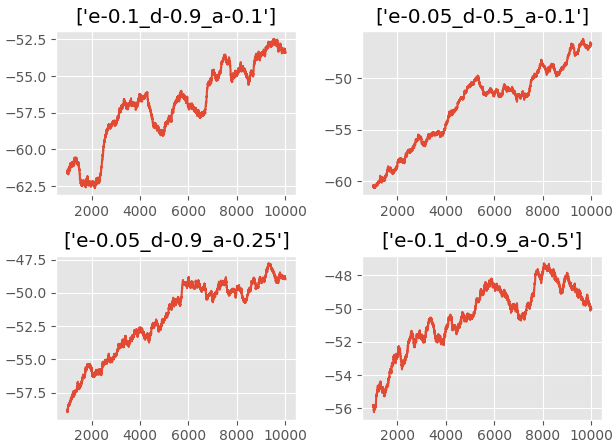 ['e-0.1_d-0.9_a-0.1']
['e-0.05_d-0.5_a-0.1']
−52.5
−55.0
−57.5
−60.0
−62.5
2000 4000 6000 8000 10000
−50
−55
−60
2000 4000 6000 8000 10000
['e-0.05_d-0.9_a-0.25']
['e-0.1_d-0.9_a-0.5']
−47.5
−50.0
−52.5
−55.0
−57.5
2000 4000 6000 8000 10000
−48
−50
−52
−54
−56
2000 4000 6000 8000 10000